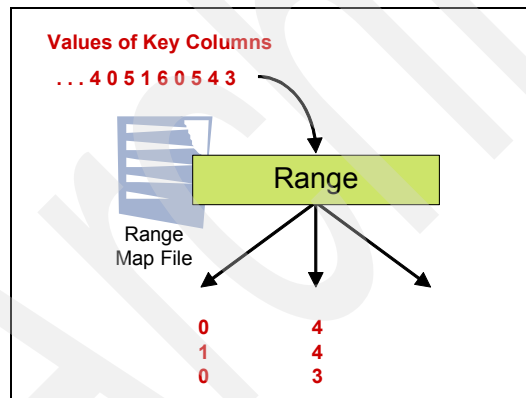 Values of Key Columns
. . . 4 0 5 1 6 0 5 4 3
Range
Range
Map File
0 4
1 4
0 3